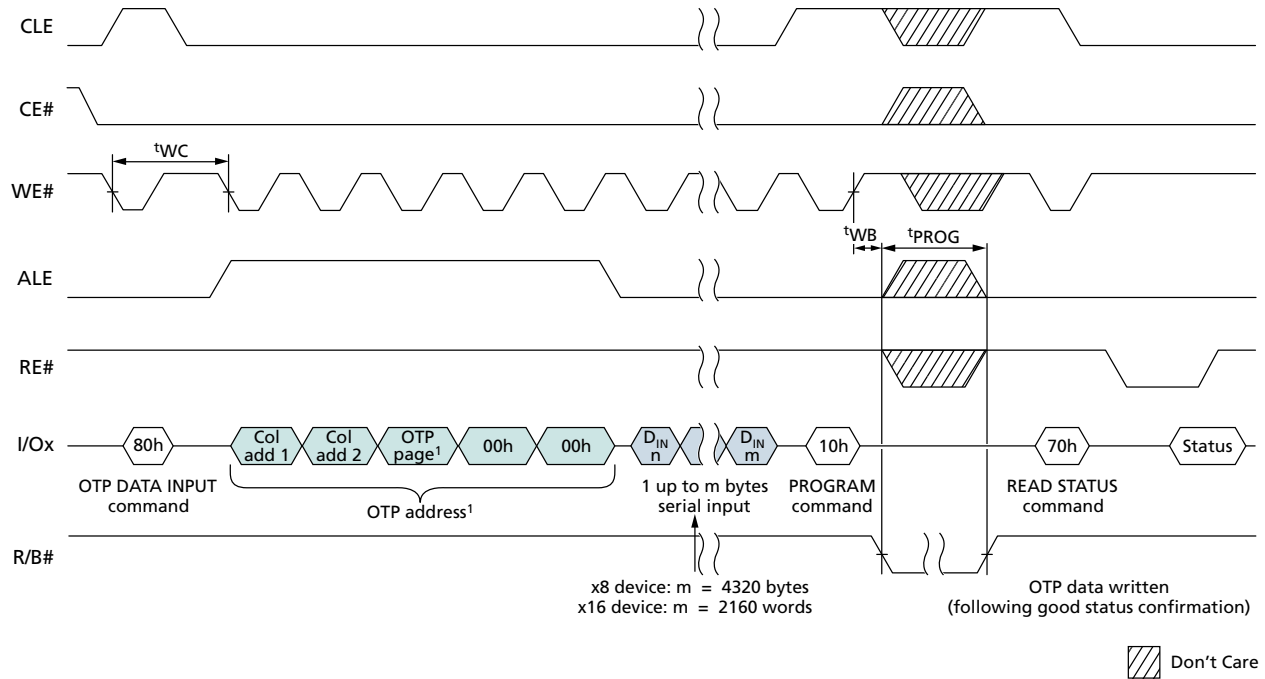 CLE
CE#
tWC
WE#
tWB
tPROG
ALE
RE#
I/Ox
80h
Col
add 1
Col
add 2
OTP
page1
00h
00h
DIN
n
DIN
m
10h
70h
Status
OTP DATA INPUT
command
OTP address1
1 up to m bytes
serial input
PROGRAM
command
READ STATUS
command
R/B#
x8 device: m = 4320 bytes
x16 device: m = 2160 words
OTP data written
(following good status confirmation)
Don't Care